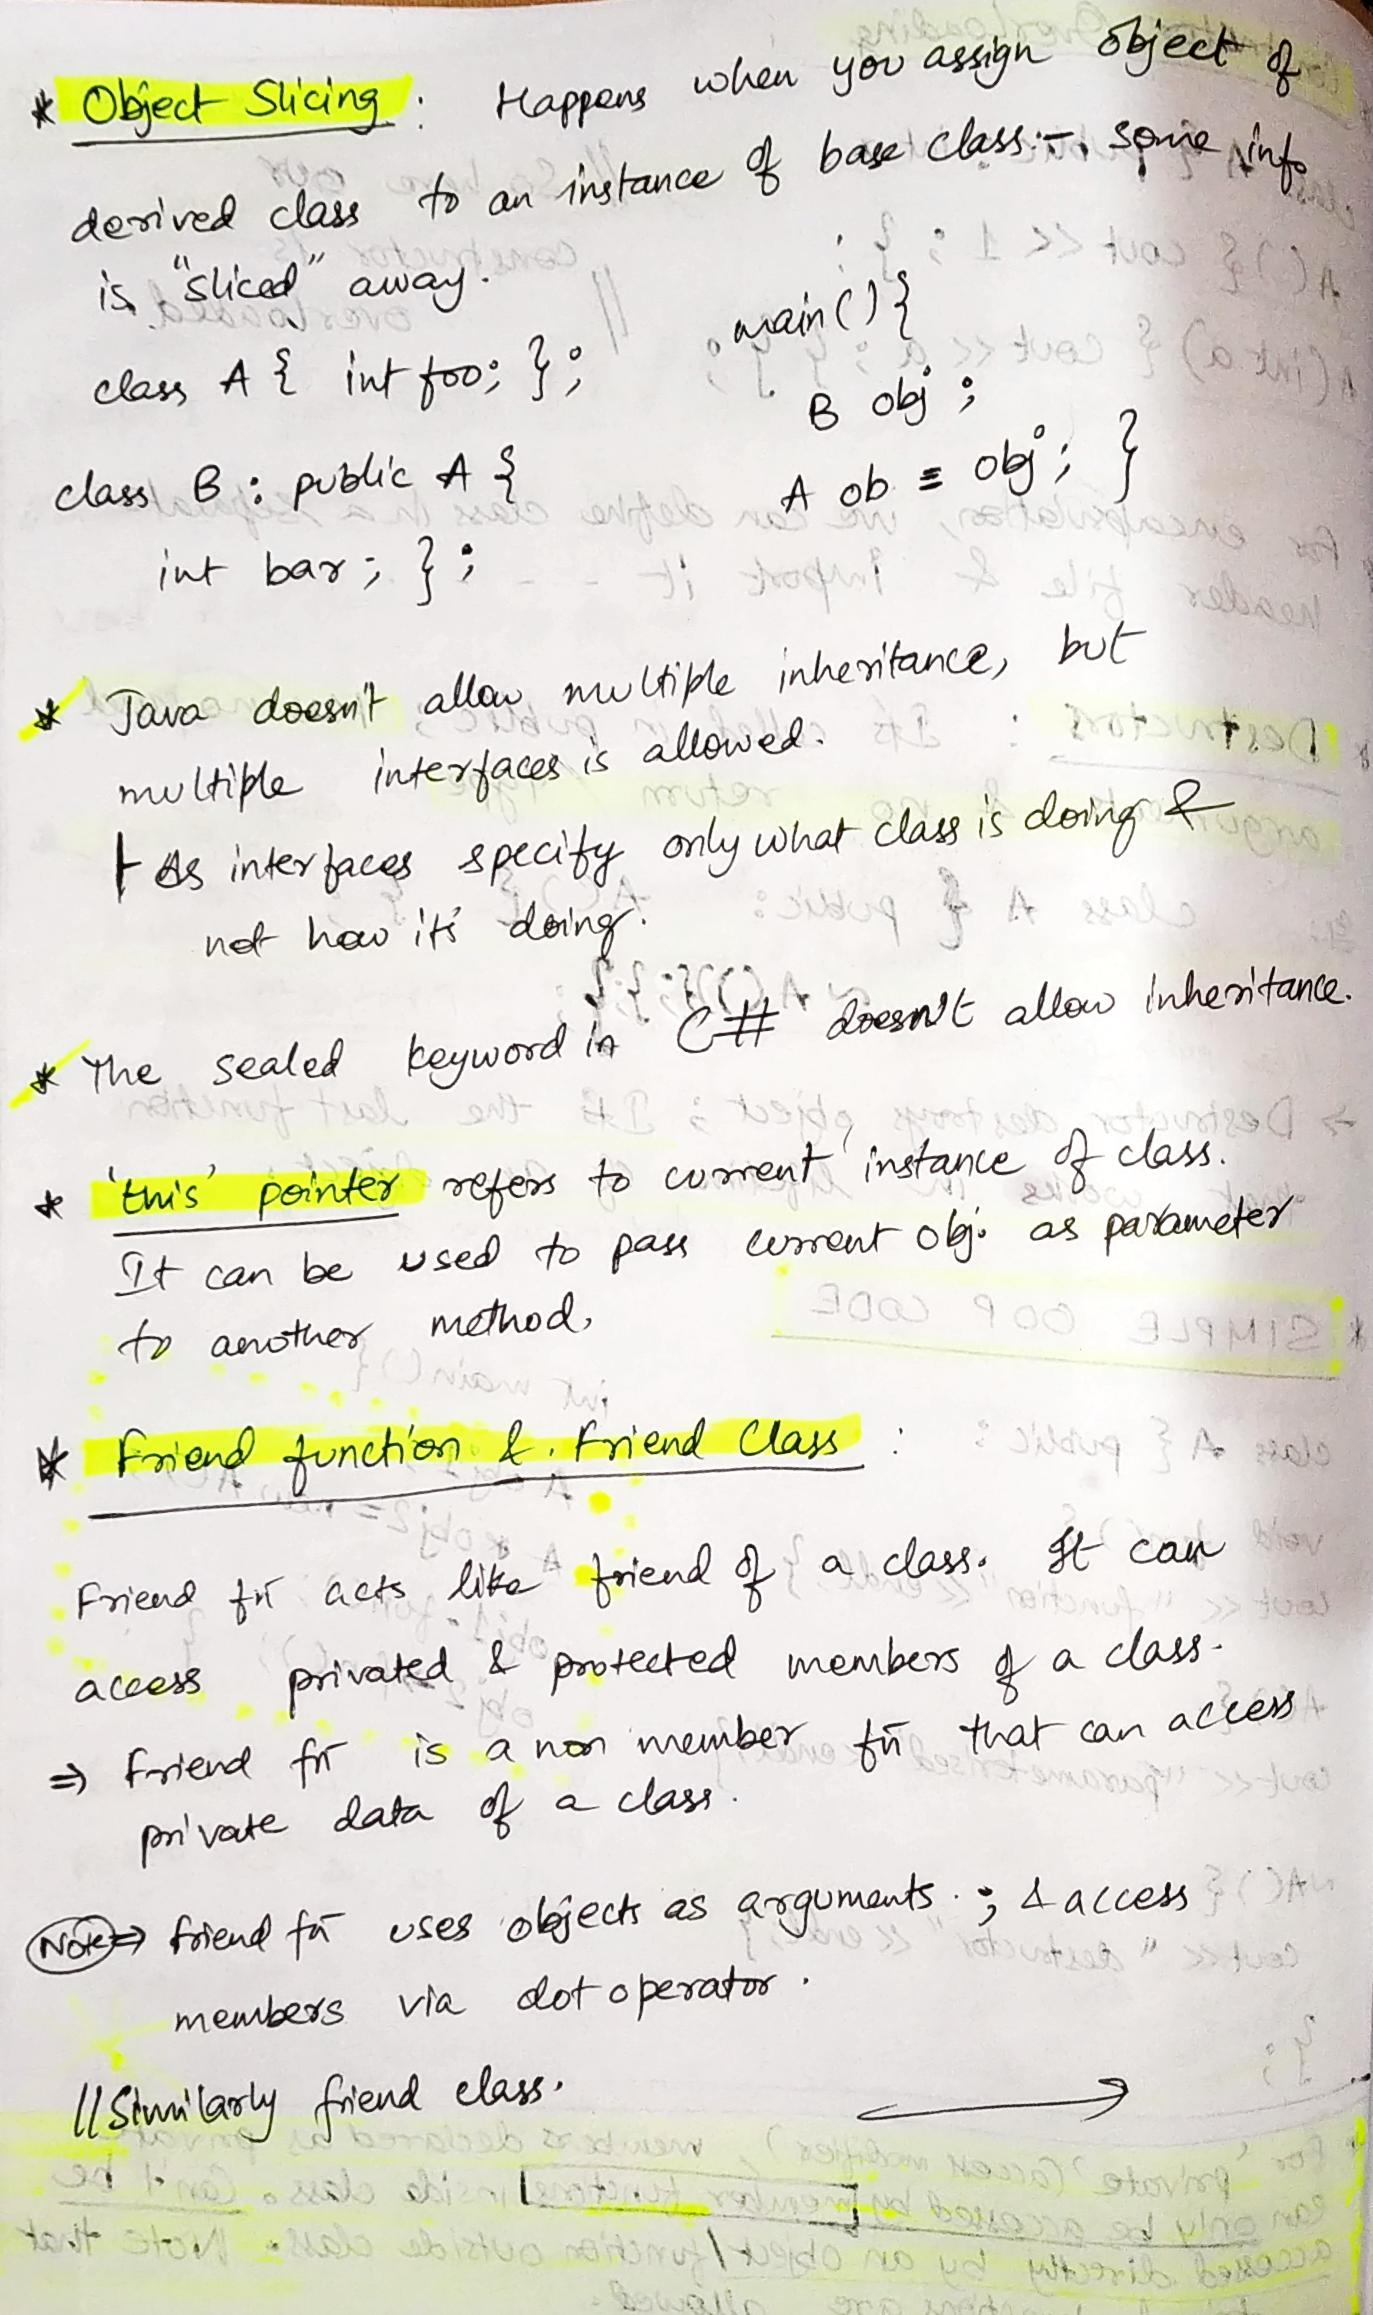 * Object Slicing : Happens when you assign object of
derived class to an instance of base class :- some info
is "sliced" away.
class A { int foo; };
class B : public A {
int bar; };
main() {
B obj ;
A ob = obj; }
* Java doesn't allow multiple inheritance, but
multiple interfaces is allowed.
As interfaces specify only what class is doing &
not how it's doing.
* The sealed keyword in C# doesn't allow inheritance.
* 'this' pointer refers to current instance of class.
It can be used to pass current obj. as parameter
to another method.
* Friend function & Friend Class :
Friend fn acts like friend of a class. It can
access privated & protected members of a class.
⇒ Friend fn is a non member fn that can access
private data of a class.
Note ⇒ friend fn uses objects as arguments ; & access
members via dot operator.
// Similarly friend class. →